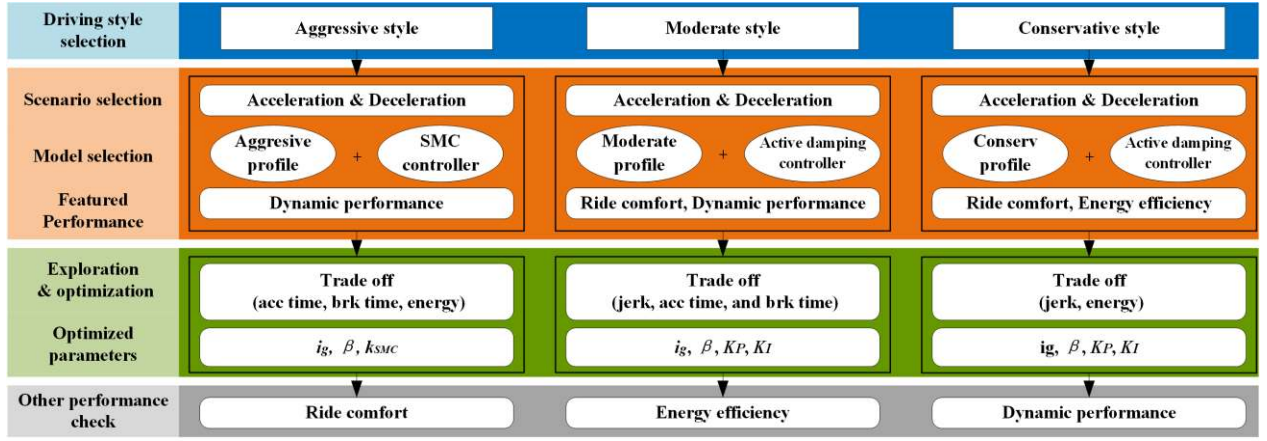 Driving style
selection
Aggressive style
Moderate style
Conservative style
Scenario selection
Acceleration & Deceleration
Acceleration & Deceleration
Acceleration & Deceleration
Model selection
Aggresive
profile
+
SMC
controller
Moderate
profile
+
Active damping
controller
Conserv
profile
+
Active damping
controller
Featured
Performance
Dynamic performance
Ride comfort, Dynamic performance
Ride comfort, Energy efficiency
Exploration
& optimization
Trade off
(acc time, brk time, energy)
Trade off
(jerk, acc time, and brk time)
Trade off
(jerk, energy)
Optimized
parameters
ig, β, kSMC
ig, β, KP, KI
ig, β, KP, KI
Other performance
check
Ride comfort
Energy efficiency
Dynamic performance